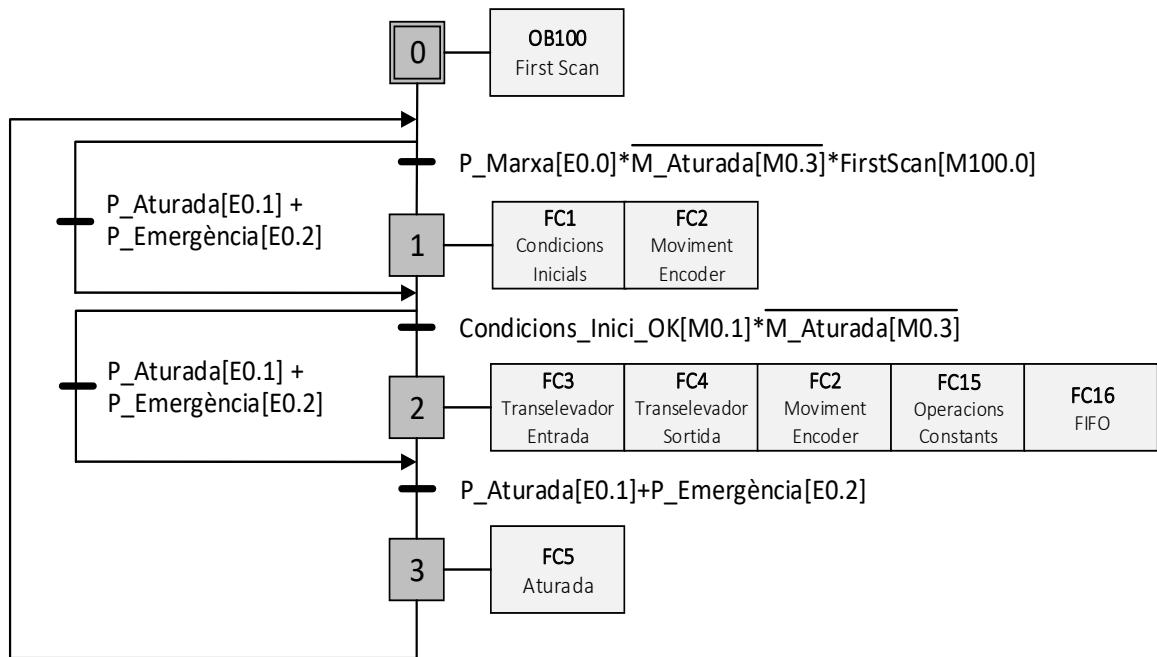 0
OB100
First Scan
P_Marxa[E0.0]*M_Aturada[M0.3]*FirstScan[M100.0]
P_Aturada[E0.1] +
P_Emergència[E0.2]
1
FC1
Condicions
Inicials
FC2
Moviment
Encoder
Condicions_Inici_OK[M0.1]*M_Aturada[M0.3]
P_Aturada[E0.1] +
P_Emergència[E0.2]
2
FC3
Transelevador
Entrada
FC4
Transelevador
Sortida
FC2
Moviment
Encoder
FC15
Operacions
Constants
FC16
FIFO
P_Aturada[E0.1]+P_Emergència[E0.2]
3
FC5
Aturada